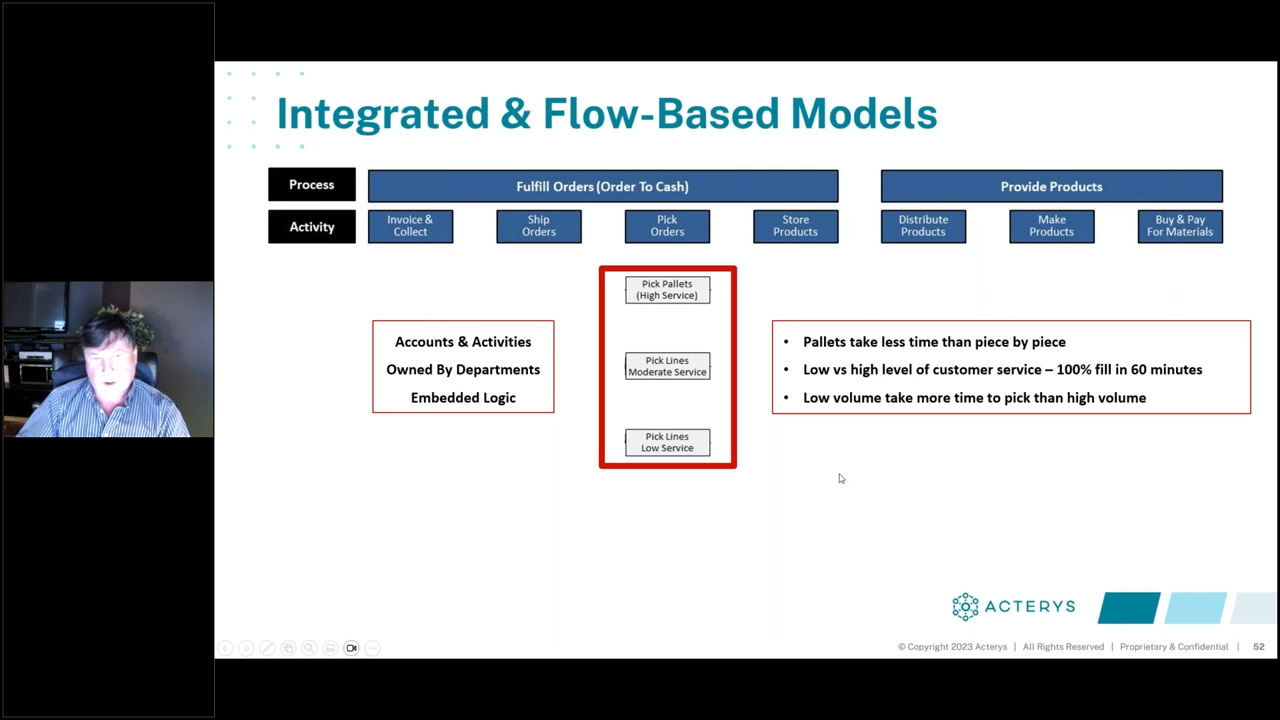 Integrated & Flow-Based Models
Process
Fulfill Orders (Order To Cash)
Provide Products
Activity
Invoice &
Collect
Ship
Orders
Pick
Orders
Store
Products
Distribute
Products
Make
Products
Buy & Pay
For Materials
Pick Pallets
(High Service)
Pick Lines
Moderate Service
Pick Lines
Low Service
Accounts & Activities
Owned By Departments
Embedded Logic
• Pallets take less time than piece by piece
• Low vs high level of customer service – 100% fill in 60 minutes
• Low volume take more time to pick than high volume
ACTERYS
© Copyright 2023 Acterys | All Rights Reserved | Proprietary & Confidential | 52